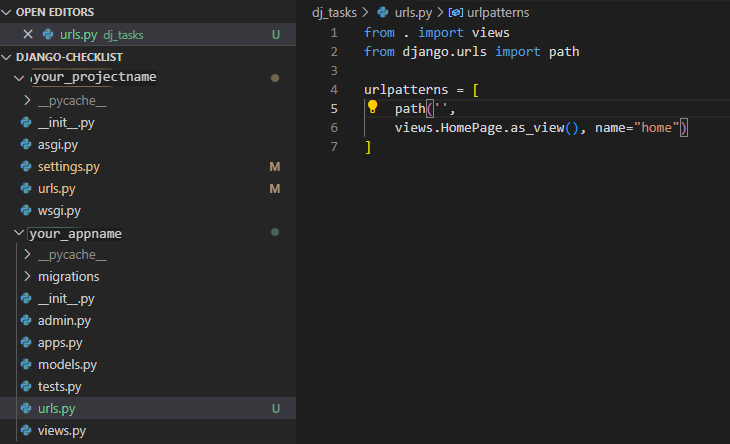 OPEN EDITORS
urls.py dj_tasks U
DJANGO-CHECKLIST
your_projectname
__pycache__
__init__.py
asgi.py
settings.py M
urls.py M
wsgi.py
your_appname
__pycache__
migrations
__init__.py
admin.py
apps.py
models.py
tests.py
urls.py U
views.py
dj_tasks > urls.py > urlpatterns
1 from . import views
2 from django.urls import path
3
4 urlpatterns = [
5 path('',
6 views.HomePage.as_view(), name="home")
7 ]